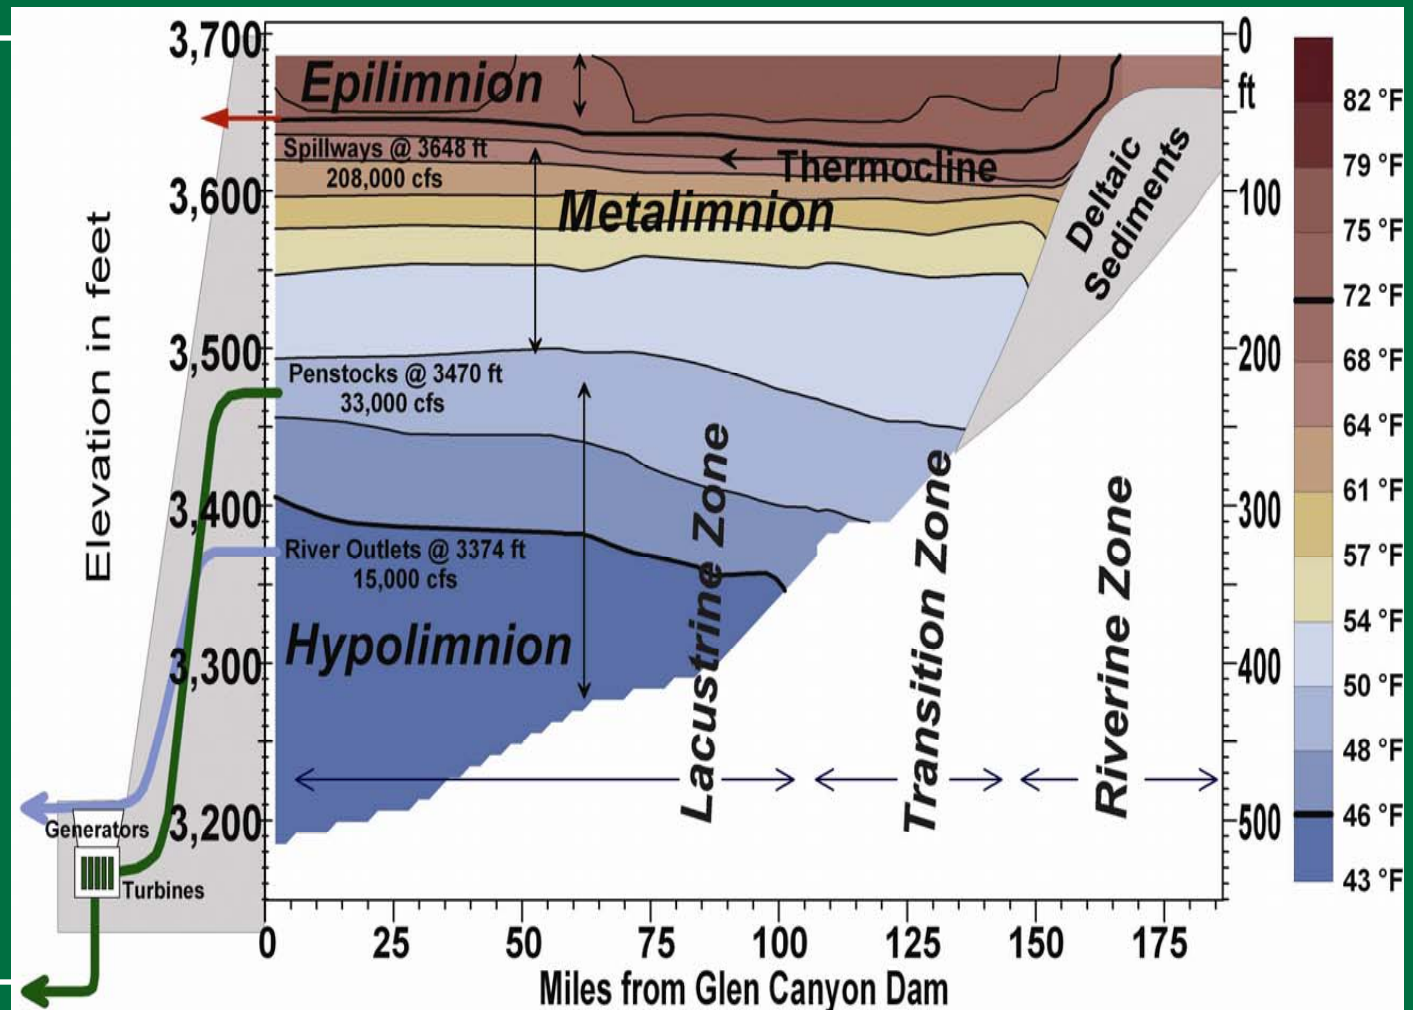 3,700
3,600
3,500
3,400
3,300
3,200
Elevation in feet
Epilimnion
Spillways @ 3648 ft
208,000 cfs
Thermocline
Metalimnion
Penstocks @ 3470 ft
33,000 cfs
River Outlets @ 3374 ft
15,000 cfs
Hypolimnion
Lacustrine Zone
Transition Zone
Riverine Zone
Deltaic
Sediments
Generators
Turbines
0
ft
100
200
300
400
500
82 °F
79 °F
75 °F
72 °F
68 °F
64 °F
61 °F
57 °F
54 °F
50 °F
48 °F
46 °F
43 °F
0 25 50 75 100 125 150 175
Miles from Glen Canyon Dam